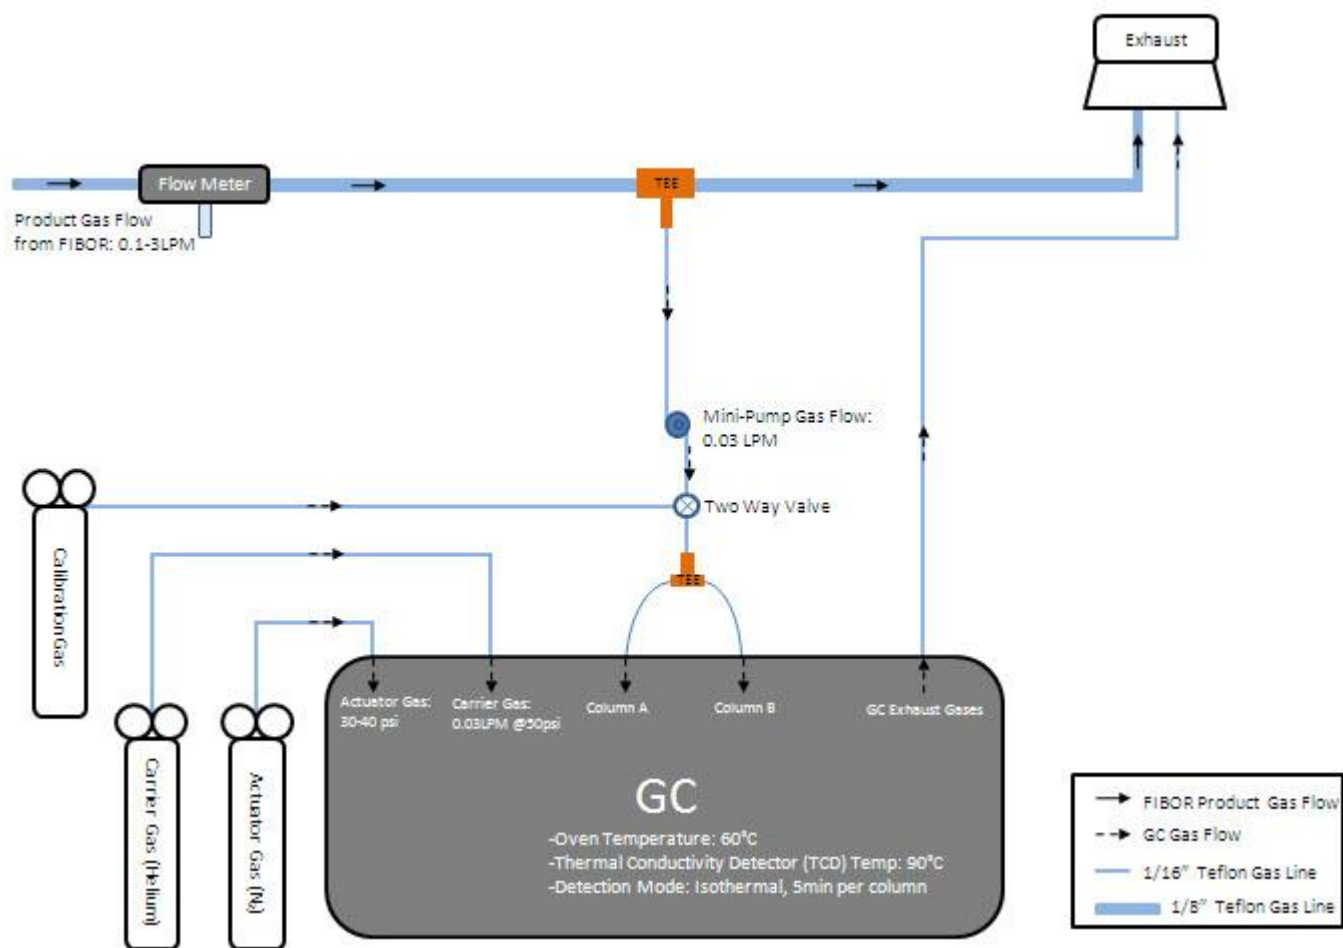 Exhaust
Flow Meter
TEE
Product Gas Flow
from FIBOR: 0.1-3LPM
Mini-Pump Gas Flow:
0.03 LPM
Two Way Valve
TEE
Calibration Gas
Carrier Gas (Helium)
Actuator Gas (N₂)
Actuator Gas:
30-40 psi
Carrier Gas:
0.03LPM @50psi
Column A
Column B
GC Exhaust Gases
GC
-Oven Temperature: 60°C
-Thermal Conductivity Detector (TCD) Temp: 90°C
-Detection Mode: Isothermal, 5min per column
FIBOR Product Gas Flow
GC Gas Flow
1/16” Teflon Gas Line
1/8” Teflon Gas Line